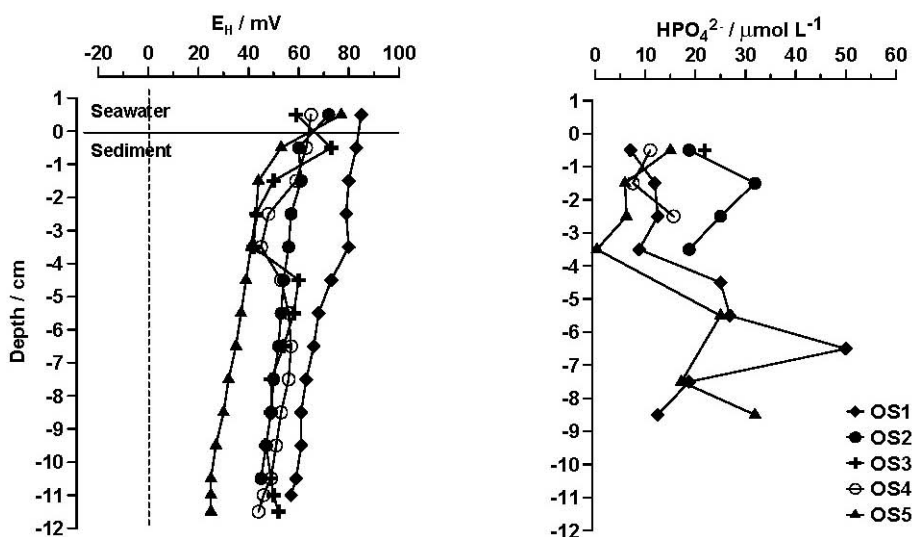 E_H / mV
-20 0 20 40 60 80 100
1
0
-1
-2
-3
-4
-5
-6
-7
-8
-9
-10
-11
-12
Depth / cm
Seawater
Sediment
HPO₄²⁻ / μmol L⁻¹
0 10 20 30 40 50 60
1
0
-1
-2
-3
-4
-5
-6
-7
-8
-9
-10
-11
-12
OS1
OS2
OS3
OS4
OS5